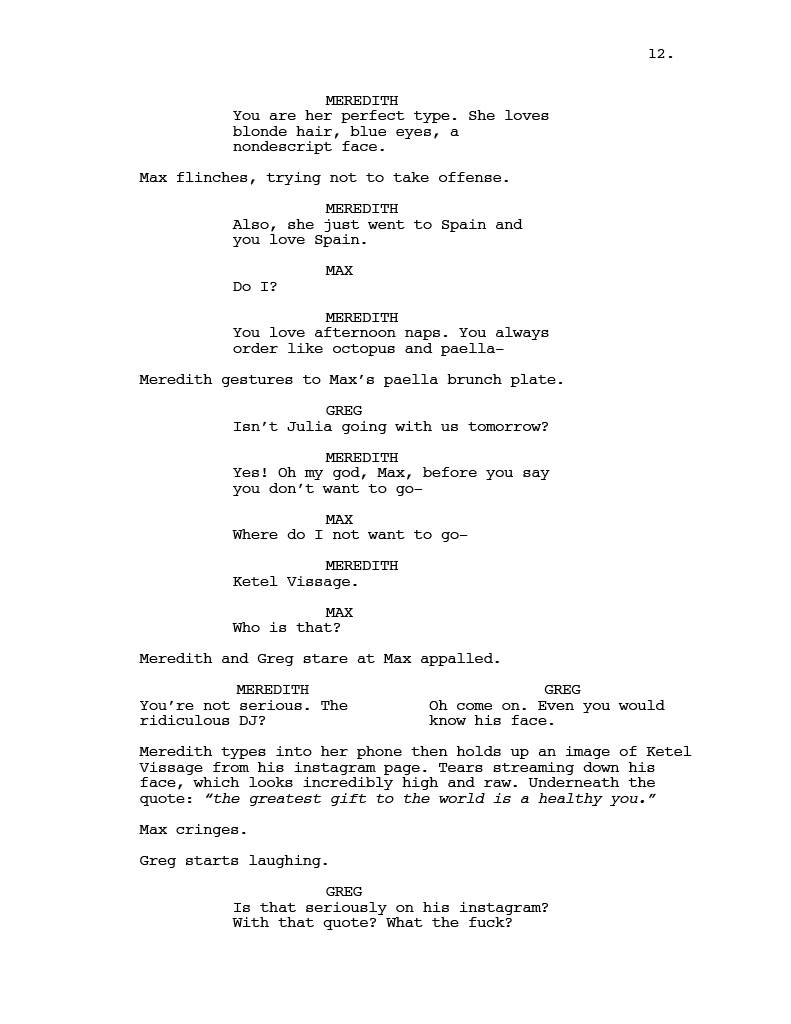 12.
MEREDITH
You are her perfect type. She loves
blonde hair, blue eyes, a
nondescript face.
Max flinches, trying not to take offense.
MEREDITH
Also, she just went to Spain and
you love Spain.
MAX
Do I?
MEREDITH
You love afternoon naps. You always
order like octopus and paella–
Meredith gestures to Max’s paella brunch plate.
GREG
Isn’t Julia going with us tomorrow?
MEREDITH
Yes! Oh my god, Max, before you say
you don’t want to go–
MAX
Where do I not want to go–
MEREDITH
Ketel Vissage.
MAX
Who is that?
Meredith and Greg stare at Max appalled.
MEREDITH
You’re not serious. The
ridiculous DJ?
GREG
Oh come on. Even you would
know his face.
Meredith types into her phone then holds up an image of Ketel
Vissage from his instagram page. Tears streaming down his
face, which looks incredibly high and raw. Underneath the
quote: “the greatest gift to the world is a healthy you.”
Max cringes.
Greg starts laughing.
GREG
Is that seriously on his instagram?
With that quote? What the fuck?